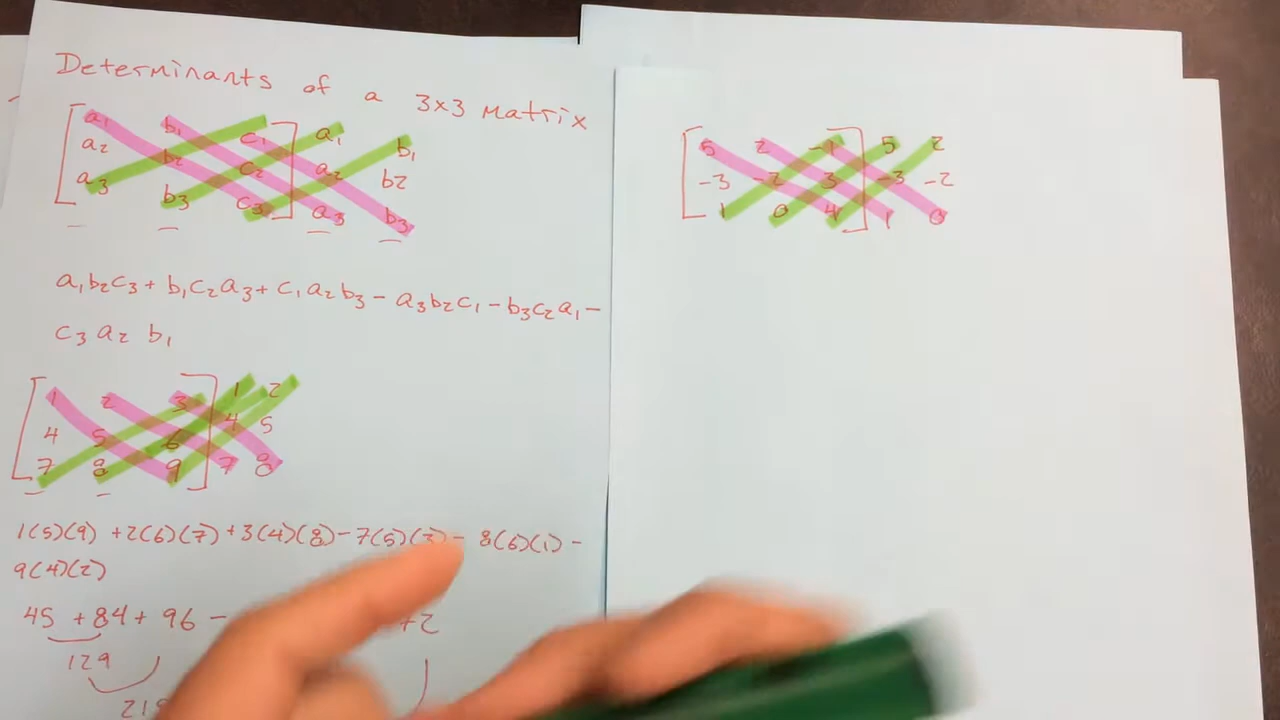 Determinants of a 3x3 Matrix
a₁ b₁ c₁ a₁ b₁
a₂ b₂ c₂ a₂ b₂
a₃ b₃ c₃ a₃ b₃
a₁b₂c₃ + b₁c₂a₃ + c₁a₂b₃ - a₃b₂c₁ - b₃c₂a₁ -
c₃ a₂ b₁
1 2 3 1 2
4 5 6 4 5
7 8 9 7 8
1(5)(9) +2(6)(7) +3(4)(8) - 7(5)(3) - 8(6)(1) -
9(4)(2)
45 + 84 + 96 -
129
5 2 -1 5 2
-3 -2 3 -3 -2
1 0 4 1 0